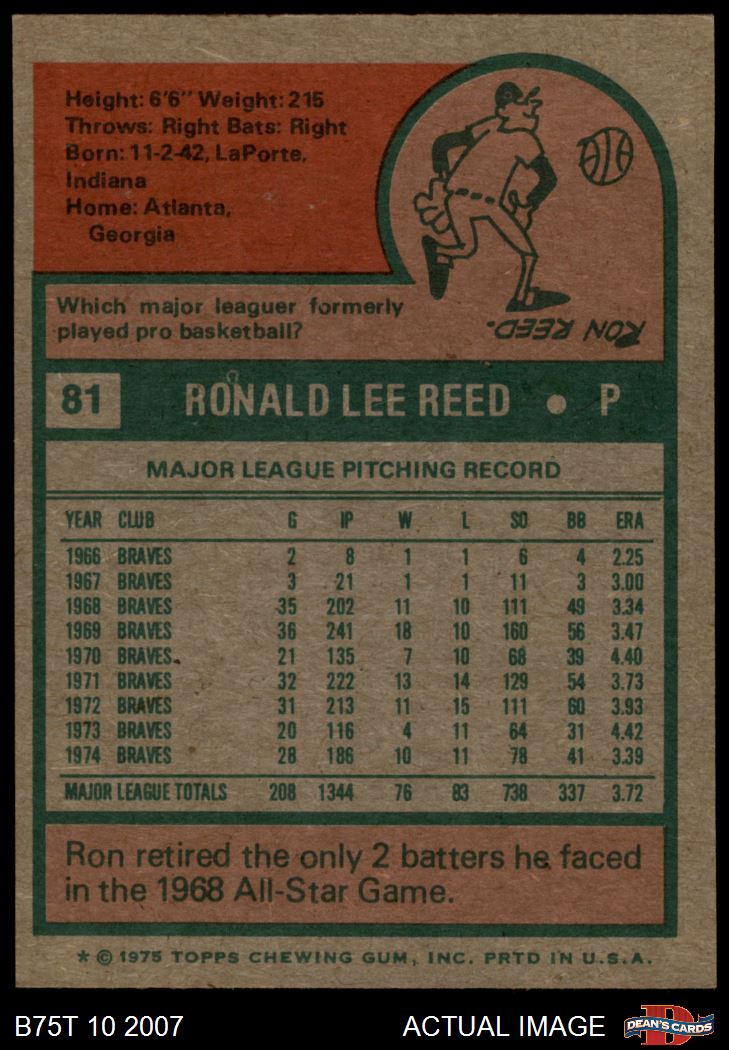 Height: 6'6" Weight: 215
Throws: Right Bats: Right
Born: 11-2-42, LaPorte,
Indiana
Home: Atlanta,
Georgia
Which major leaguer formerly
played pro basketball?
RON REED.
81 RONALD LEE REED • P
MAJOR LEAGUE PITCHING RECORD
YEAR CLUB G IP W L SO BB ERA
1966 BRAVES 2 8 1 1 6 4 2.25
1967 BRAVES 3 21 1 1 11 3 3.00
1968 BRAVES 35 202 11 10 111 49 3.34
1969 BRAVES 36 241 18 10 160 56 3.47
1970 BRAVES 21 135 7 10 68 39 4.40
1971 BRAVES 32 222 13 14 129 54 3.73
1972 BRAVES 31 213 11 15 111 60 3.93
1973 BRAVES 20 116 4 11 64 31 4.42
1974 BRAVES 28 186 10 11 78 41 3.39
MAJOR LEAGUE TOTALS 208 1344 76 83 738 337 3.72
Ron retired the only 2 batters he faced
in the 1968 All-Star Game.
* © 1975 TOPPS CHEWING GUM, INC. PRTD IN U.S.A.
B75T 10 2007 ACTUAL IMAGE
D DEAN'S CARDS